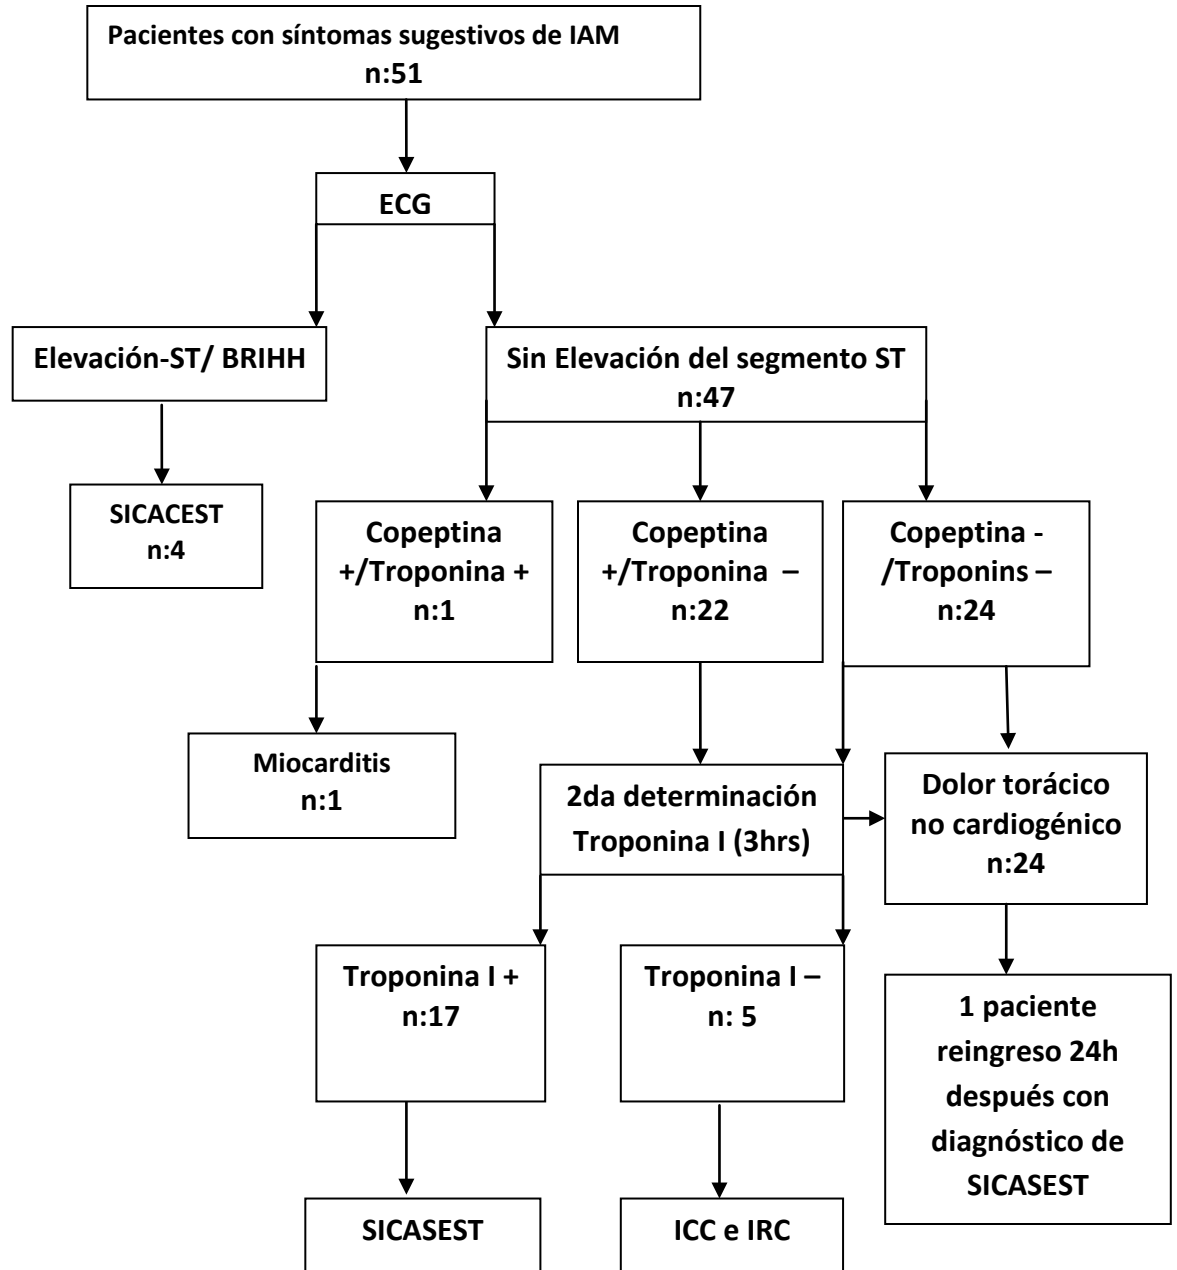 Pacientes con síntomas sugestivos de IAM
n:51
ECG
Elevación-ST/ BRIHH
Sin Elevación del segmento ST
n:47
SICACEST
n:4
Copeptina
+/Troponina +
n:1
Copeptina
+/Troponina –
n:22
Copeptina -
/Troponins –
n:24
Miocarditis
n:1
2da determinación
Troponina I (3hrs)
Dolor torácico
no cardiogénico
n:24
Troponina I +
n:17
Troponina I –
n: 5
1 paciente
reingreso 24h
después con
diagnóstico de
SICASEST
SICASEST
ICC e IRC